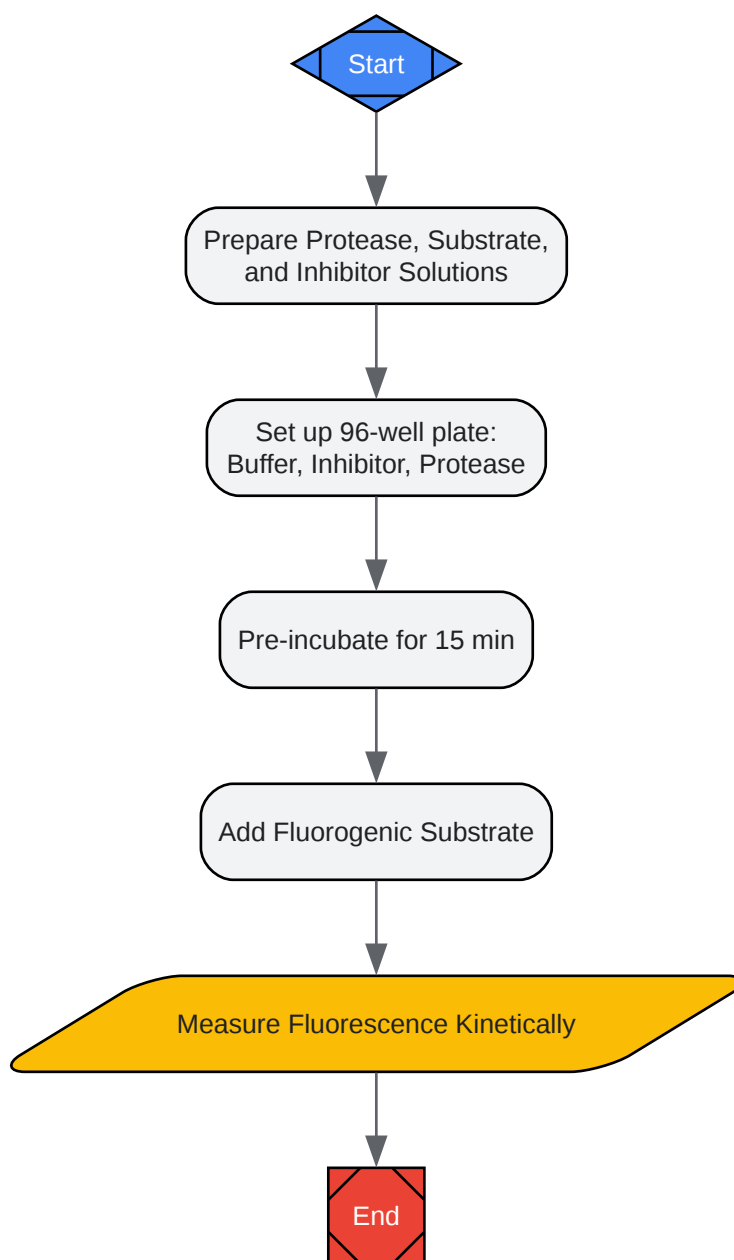 Start
Prepare Protease, Substrate,
and Inhibitor Solutions
Set up 96-well plate:
Buffer, Inhibitor, Protease
Pre-incubate for 15 min
Add Fluorogenic Substrate
Measure Fluorescence Kinetically
End